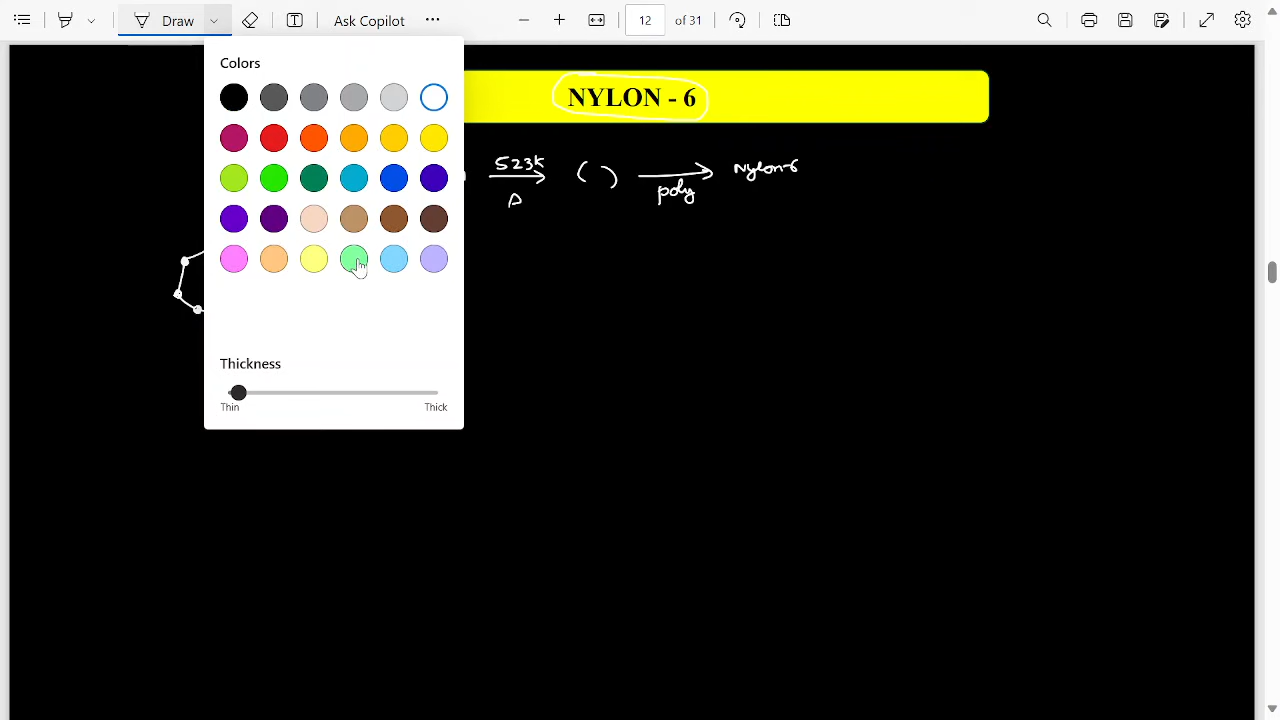 Draw
Ask Copilot
12 of 31
Colors
NYLON - 6
523K
Δ
( )
poly
Nylon-6
Thickness
Thin
Thick